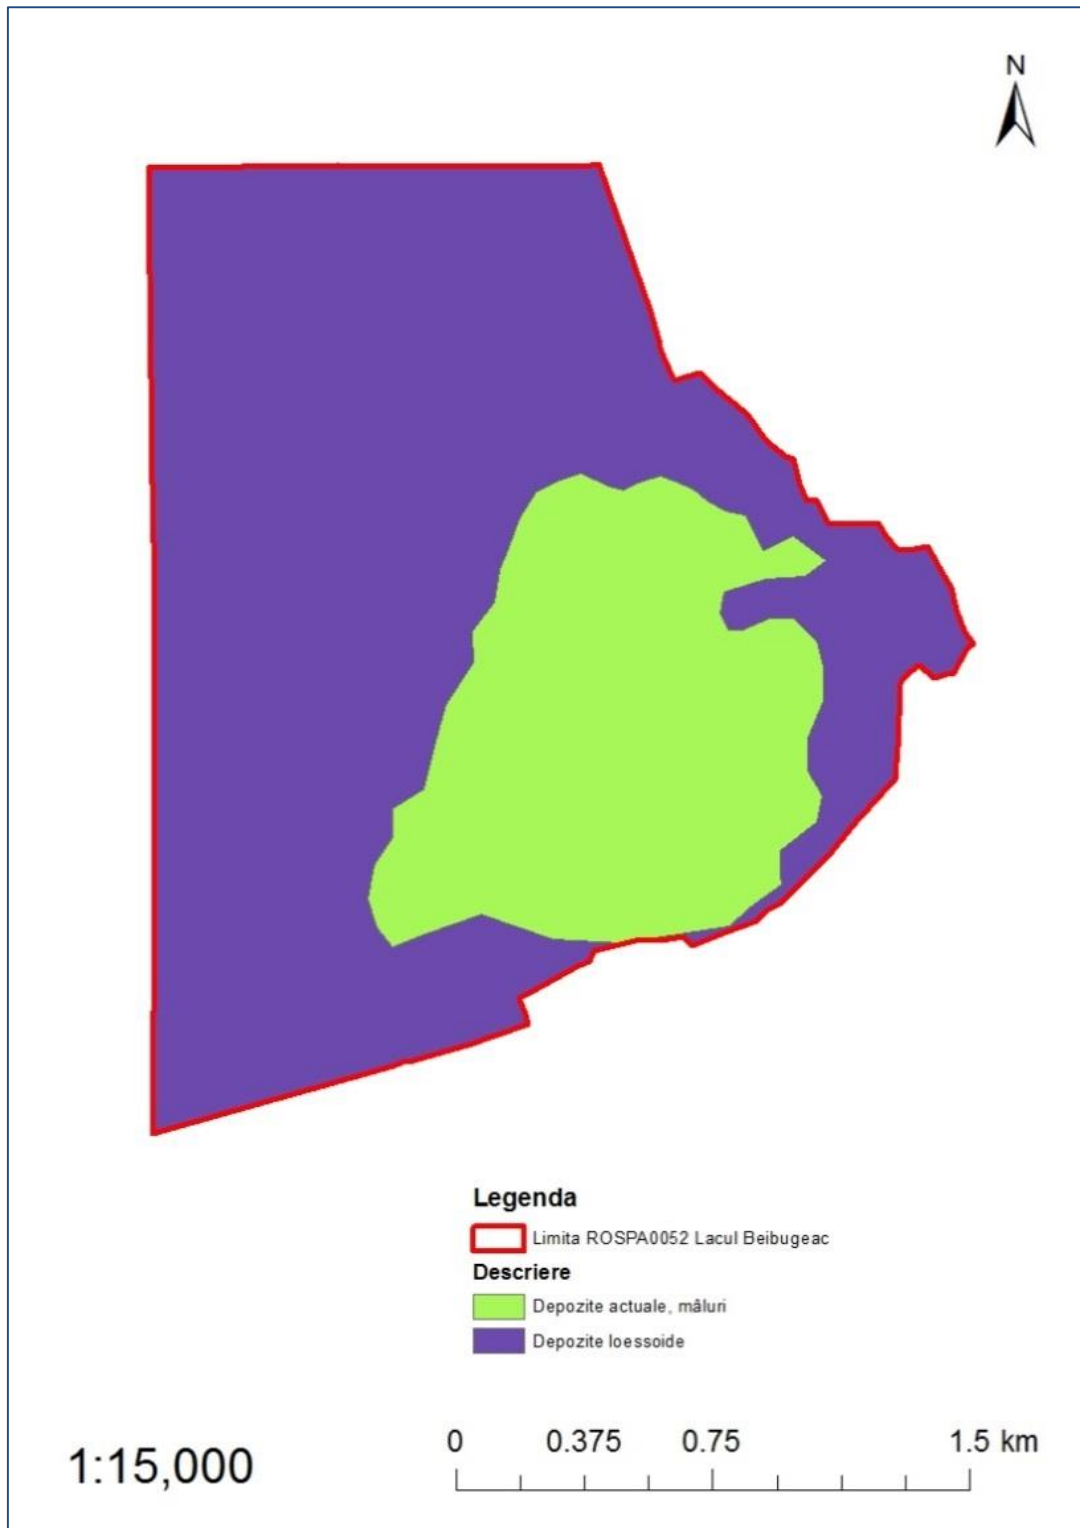 N
Legenda
Limita ROSPA0052 Lacul Beibugeac
Descriere
Depozite actuale, mâluri
Depozite loessoide
1:15,000
0 0.375 0.75 1.5 km